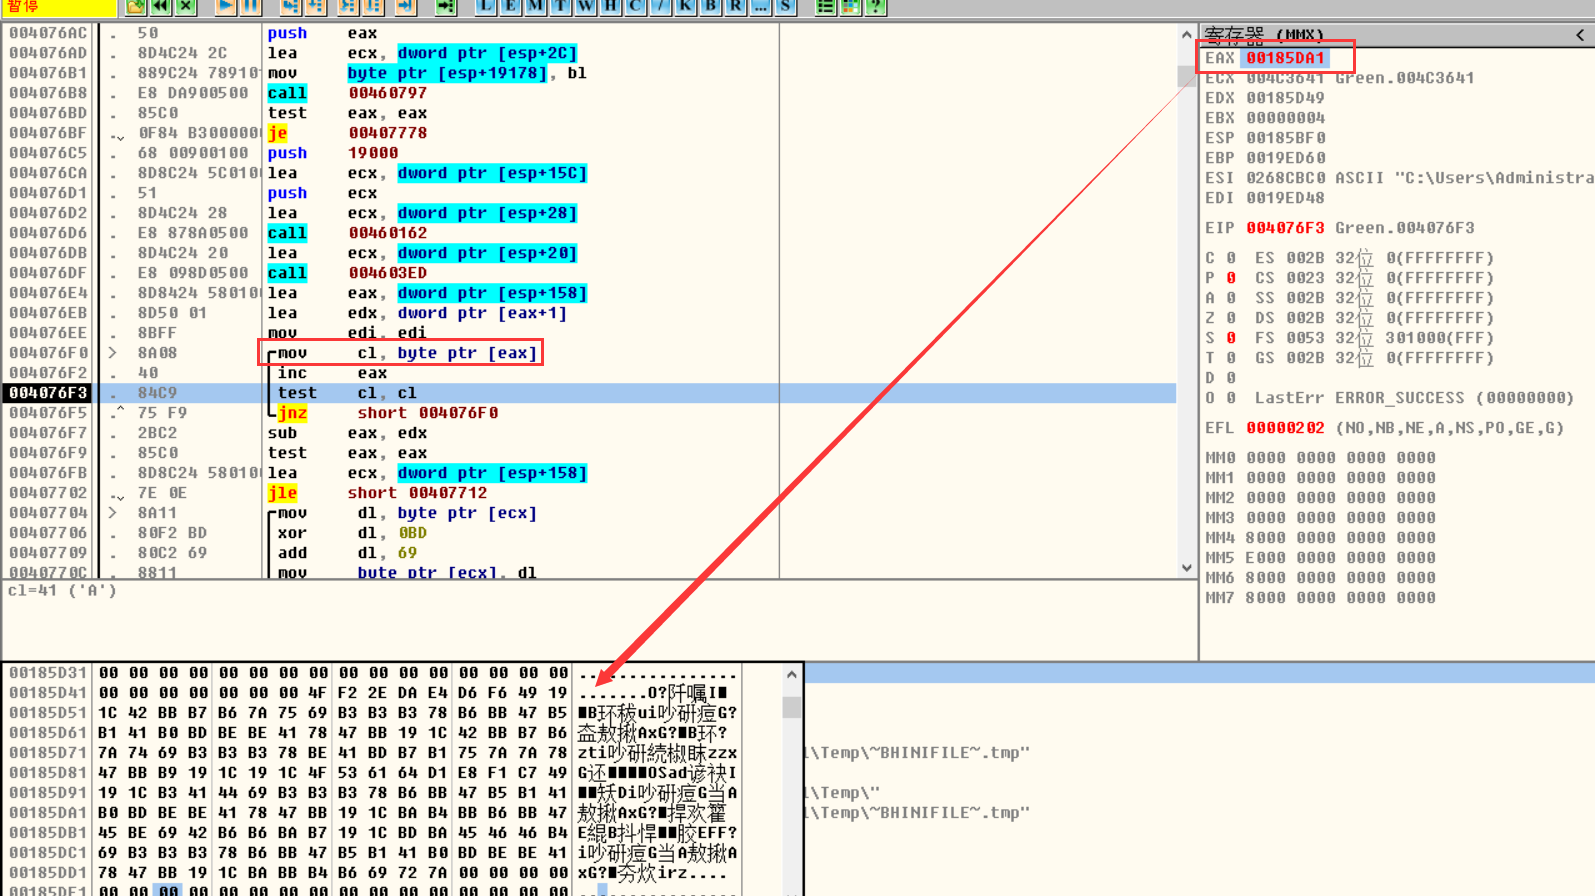 暂停
L E M T W H C / K B R ... S ?
004076AC . 50 push eax
004076AD . 8D4C24 2C lea ecx, dword ptr [esp+2C]
004076B1 . 889C24 78910 mov byte ptr [esp+19178], bl
004076B8 . E8 DA900500 call 00460797
004076BD . 85C0 test eax, eax
004076BF . 0F84 B3000000 je 00407778
004076C5 . 68 00900100 push 19000
004076CA . 8D8C24 5C010 lea ecx, dword ptr [esp+15C]
004076D1 . 51 push ecx
004076D2 . 8D4C24 28 lea ecx, dword ptr [esp+28]
004076D6 . E8 878A0500 call 00460162
004076DB . 8D4C24 20 lea ecx, dword ptr [esp+20]
004076DF . E8 098D0500 call 004603ED
004076E4 . 8D8424 58010 lea eax, dword ptr [esp+158]
004076EB . 8D50 01 lea edx, dword ptr [eax+1]
004076EE . 8BFF mov edi, edi
004076F0 > 8A08 mov cl, byte ptr [eax]
004076F2 . 40 inc eax
004076F3 . 84C9 test cl, cl
004076F5 .^ 75 F9 jnz short 004076F0
004076F7 . 2BC2 sub eax, edx
004076F9 . 85C0 test eax, eax
004076FB . 8D8C24 58010 lea ecx, dword ptr [esp+158]
00407702 . 7E 0E jle short 00407712
00407704 > 8A11 mov dl, byte ptr [ecx]
00407706 . 80F2 BD xor dl, 0BD
00407709 . 80C2 69 add dl, 69
0040770C . 8811 mov byte ptr [ecx], dl
cl=41 ('A')
寄存器 (MMX) <
EAX 00185DA1
ECX 004C3641 Green.004C3641
EDX 00185D49
EBX 00000004
ESP 00185BF0
EBP 0019ED60
ESI 0268CBC0 ASCII "C:\Users\Administra
EDI 0019ED48
EIP 004076F3 Green.004076F3
C 0 ES 002B 32位 0(FFFFFFFF)
P 0 CS 0023 32位 0(FFFFFFFF)
A 0 SS 002B 32位 0(FFFFFFFF)
Z 0 DS 002B 32位 0(FFFFFFFF)
S 0 FS 0053 32位 301000(FFF)
T 0 GS 002B 32位 0(FFFFFFFF)
D 0
O 0 LastErr ERROR_SUCCESS (00000000)
EFL 00000202 (NO,NB,NE,A,NS,PO,GE,G)
MM0 0000 0000 0000 0000
MM1 0000 0000 0000 0000
MM2 0000 0000 0000 0000
MM3 0000 0000 0000 0000
MM4 8000 0000 0000 0000
MM5 E000 0000 0000 0000
MM6 8000 0000 0000 0000
MM7 8000 0000 0000 0000
00185D31 00 00 00 00 00 00 00 00 00 00 00 00 00 00 00 00 ................
00185D41 00 00 00 00 00 00 00 4F F2 2E DA E4 D6 F6 49 19 .......O?阡嘱I
00185D51 1C 42 BB B7 B6 7A 75 69 B3 B3 B3 78 B6 BB 47 B5 B环秡ui吵硏痘G?
00185D61 B1 41 B0 BD BE BE 41 78 47 BB 19 1C 42 BB B7 B6 盇敖揪AxG?B环?
00185D71 7A 74 69 B3 B3 B3 78 BE 41 BD B7 B1 75 7A 7A 78 zti吵硏続椒眛zzx
00185D81 47 BB B9 19 1C 19 1C 4F 53 61 64 D1 E8 F1 C7 49 G还OSad谚袂I
00185D91 19 1C B3 41 44 69 B3 B3 B3 78 B6 BB 47 B5 B1 41 矨Di吵硏痘G当A
00185DA1 B0 BD BE BE 41 78 47 BB 19 1C BA B4 BB B6 BB 47 敖揪AxG?捍欢籊
00185DB1 45 BE 69 42 B6 B6 BA B7 19 1C BD BA 45 46 46 B4 E緄B抖悍胶EFF?
00185DC1 69 B3 B3 B3 78 B6 BB 47 B5 B1 41 B0 BD BE BE 41 i吵硏痘G当A敖揪A
00185DD1 78 47 BB 19 1C BA BB B4 B6 69 72 7A 00 00 00 00 xG?夯炊irz....
00185DE1 00 00 00 00 00 00 00 00 00 00 00 00 00 00 00 00
l\Temp\~BHINIFILE~.tmp"
l\Temp\"
l\Temp\~BHINIFILE~.tmp"